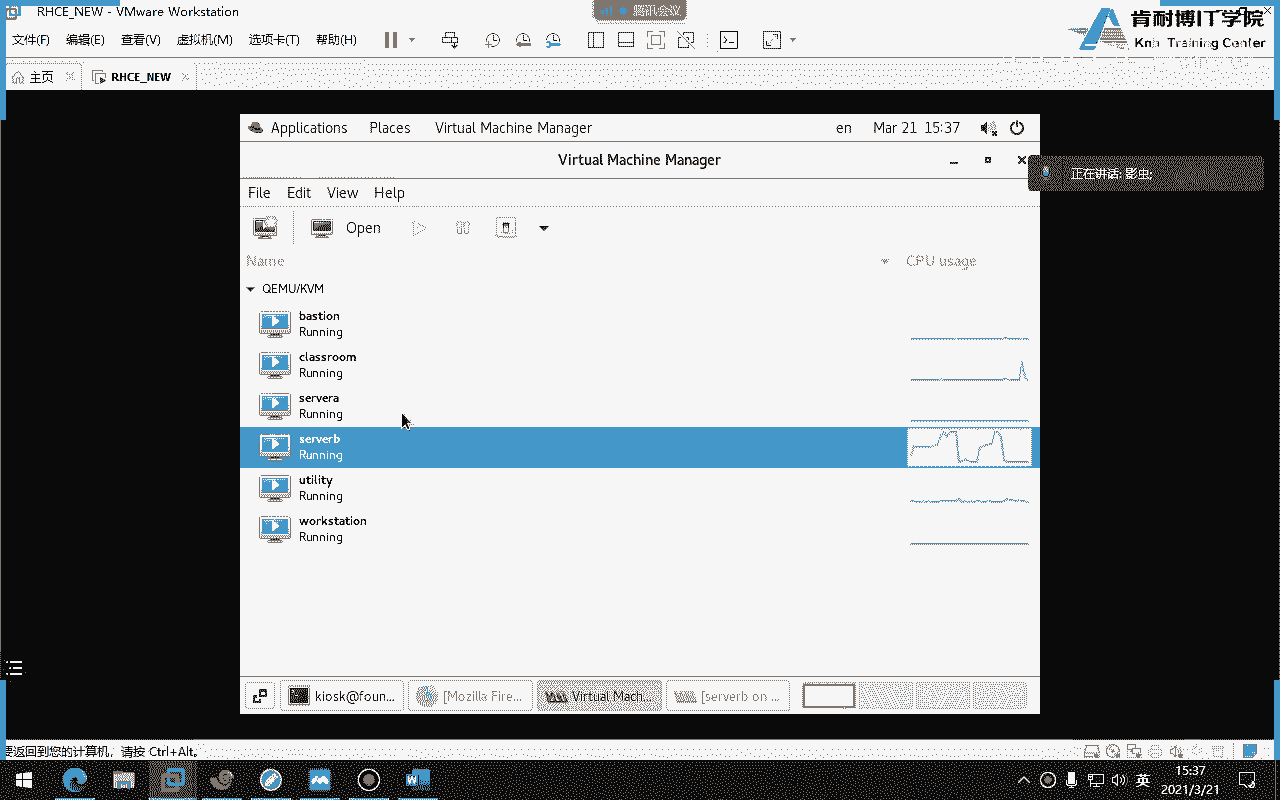 RHCE_NEW - VMware Workstation
腾讯会议
肯耐博IT学院
Knb Training Center
文件(F) 编辑(E) 查看(V) 虚拟机(M) 选项卡(T) 帮助(H)
主页 RHCE_NEW
Applications Places Virtual Machine Manager en Mar 21 15:37
Virtual Machine Manager
正在讲话: 影虫;
File Edit View Help
Open
Name CPU usage
QEMU/KVM
bastion
Running
classroom
Running
servera
Running
serverb
Running
utility
Running
workstation
Running
kiosk@foun... [Mozilla Fire... Virtual Mach... [serverb on ...
要返回到您的计算机，请按 Ctrl+Alt。
英
15:37
2021/3/21